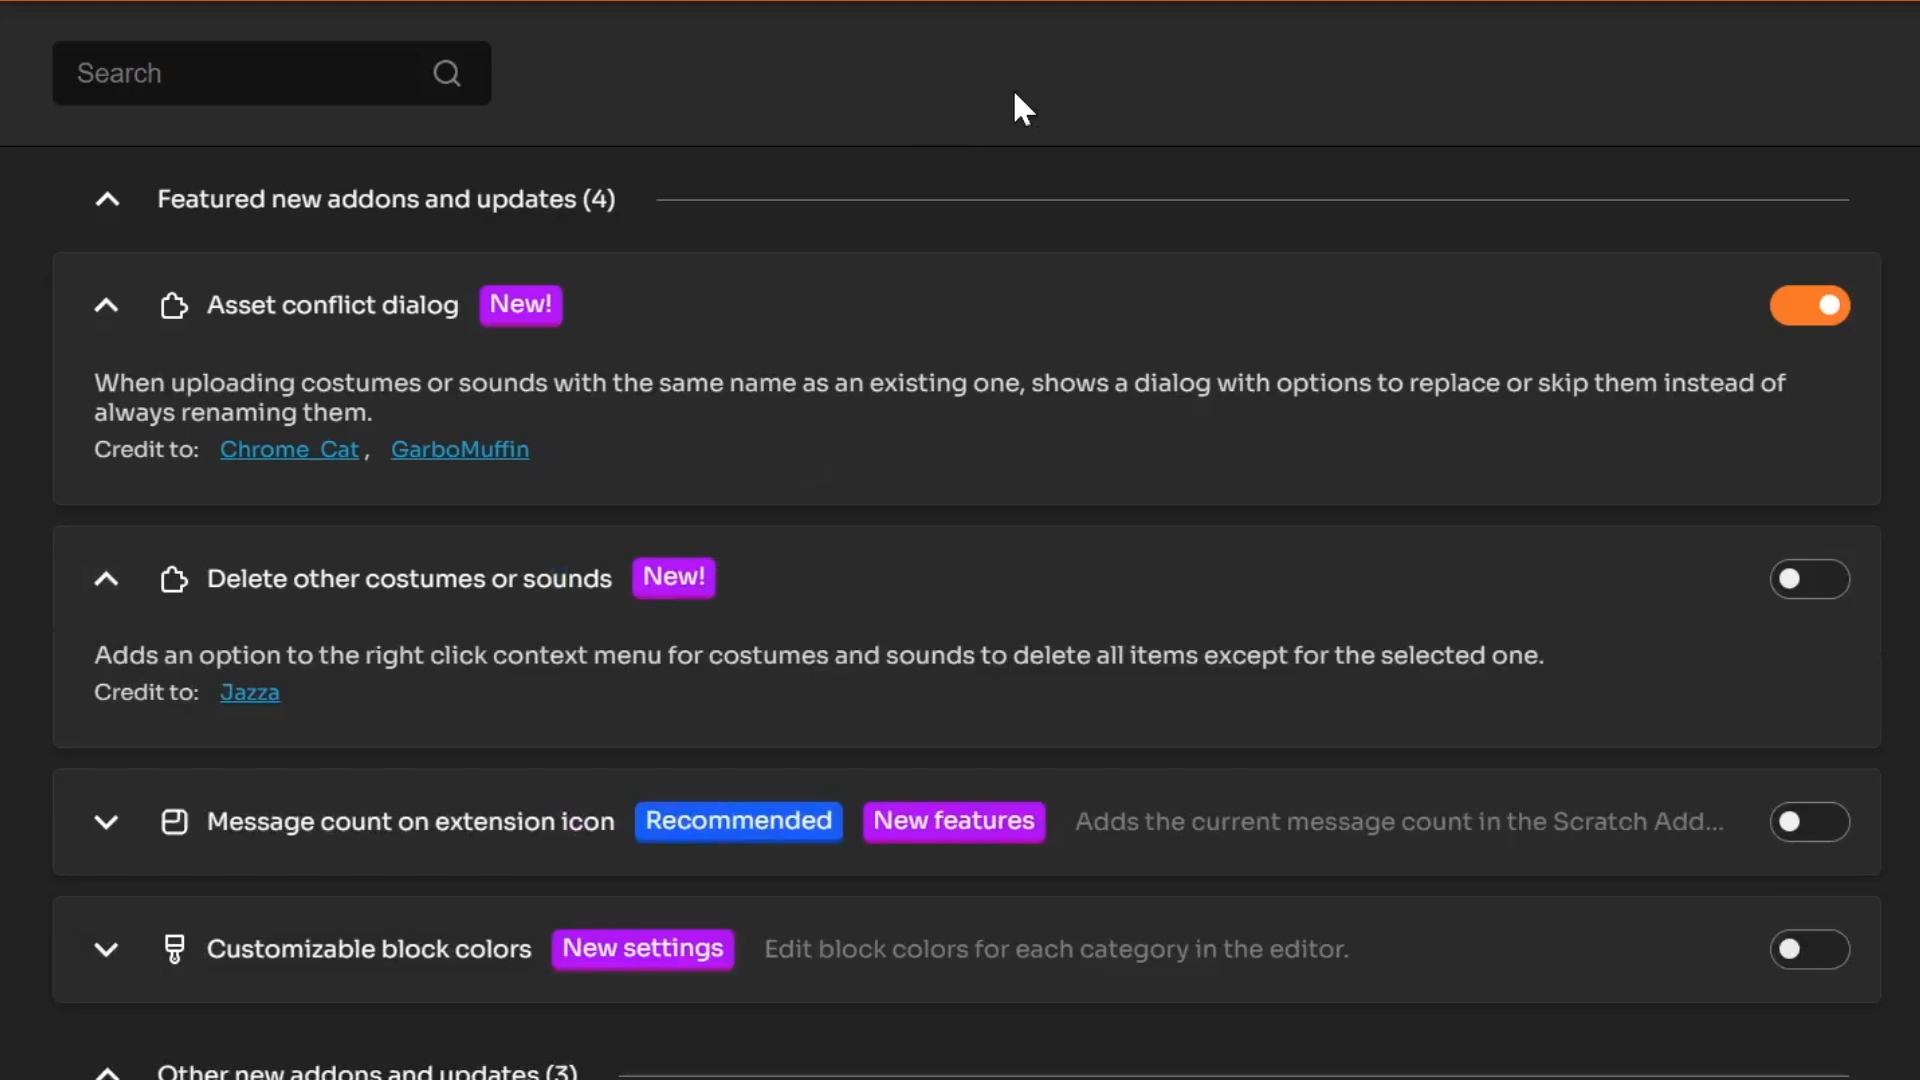 Search
Featured new addons and updates (4)
Asset conflict dialog New!
When uploading costumes or sounds with the same name as an existing one, shows a dialog with options to replace or skip them instead of
always renaming them.
Credit to: Chrome_Cat, GarboMuffin
Delete other costumes or sounds New!
Adds an option to the right click context menu for costumes and sounds to delete all items except for the selected one.
Credit to: Jazza
Message count on extension icon Recommended New features Adds the current message count in the Scratch Add...
Customizable block colors New settings Edit block colors for each category in the editor.
Other new addons and updates (3)